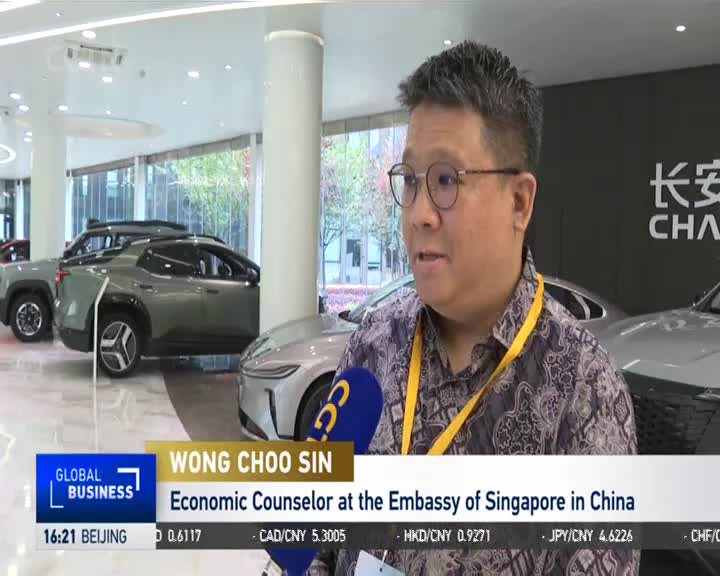 长安
CHA
CGT
WONG CHOO SIN
Economic Counselor at the Embassy of Singapore in China
GLOBAL
BUSINESS
16:21 BEIJING
D 0.6117 · CAD/CNY 5.3005 · HKD/CNY 0.9271 · JPY/CNY 4.6226 · CHF/C